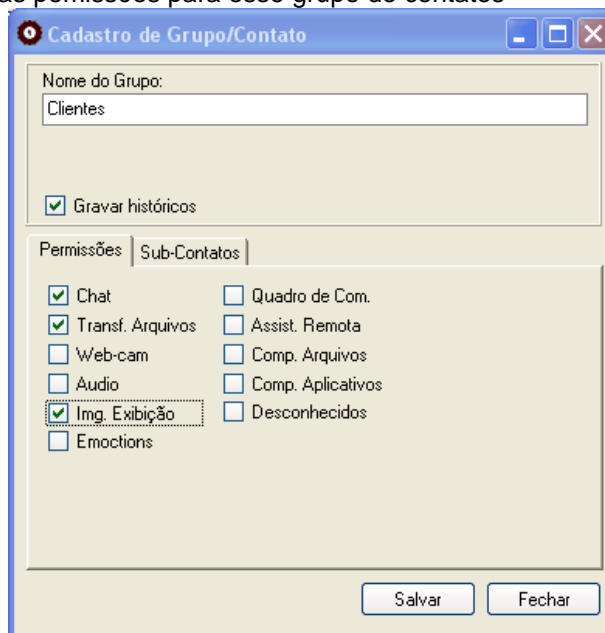 as permissões para esse grupo de contatos
Cadastro de Grupo/Contato
Nome do Grupo:
Clientes
Gravar históricos
Permissões Sub-Contatos
Chat Quadro de Com.
Transf. Arquivos Assist. Remota
Web-cam Comp. Arquivos
Audio Comp. Aplicativos
Img. Exibição Desconhecidos
Emoctions
Salvar Fechar